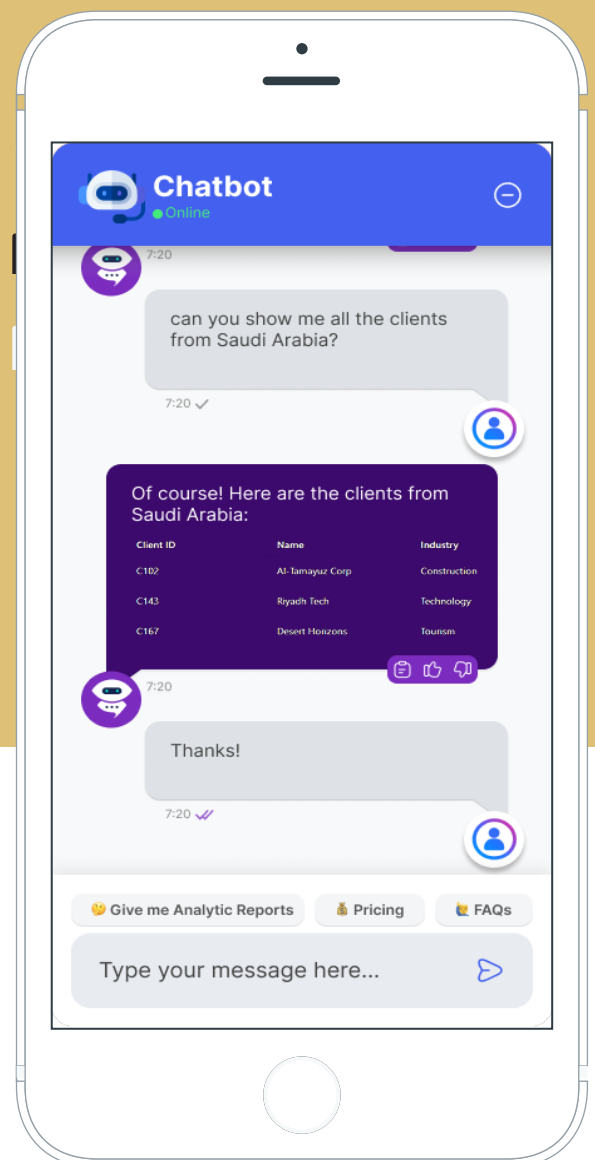 Chatbot
Online
7:20
can you show me all the clients
from Saudi Arabia?
7:20
Of course! Here are the clients from
Saudi Arabia:
Client ID Name Industry
C102 Al-Tamayuz Corp Construction
C143 Riyadh Tech Technology
C167 Desert Horizons Tourism
7:20
Thanks!
7:20
Give me Analytic Reports Pricing FAQs
Type your message here...